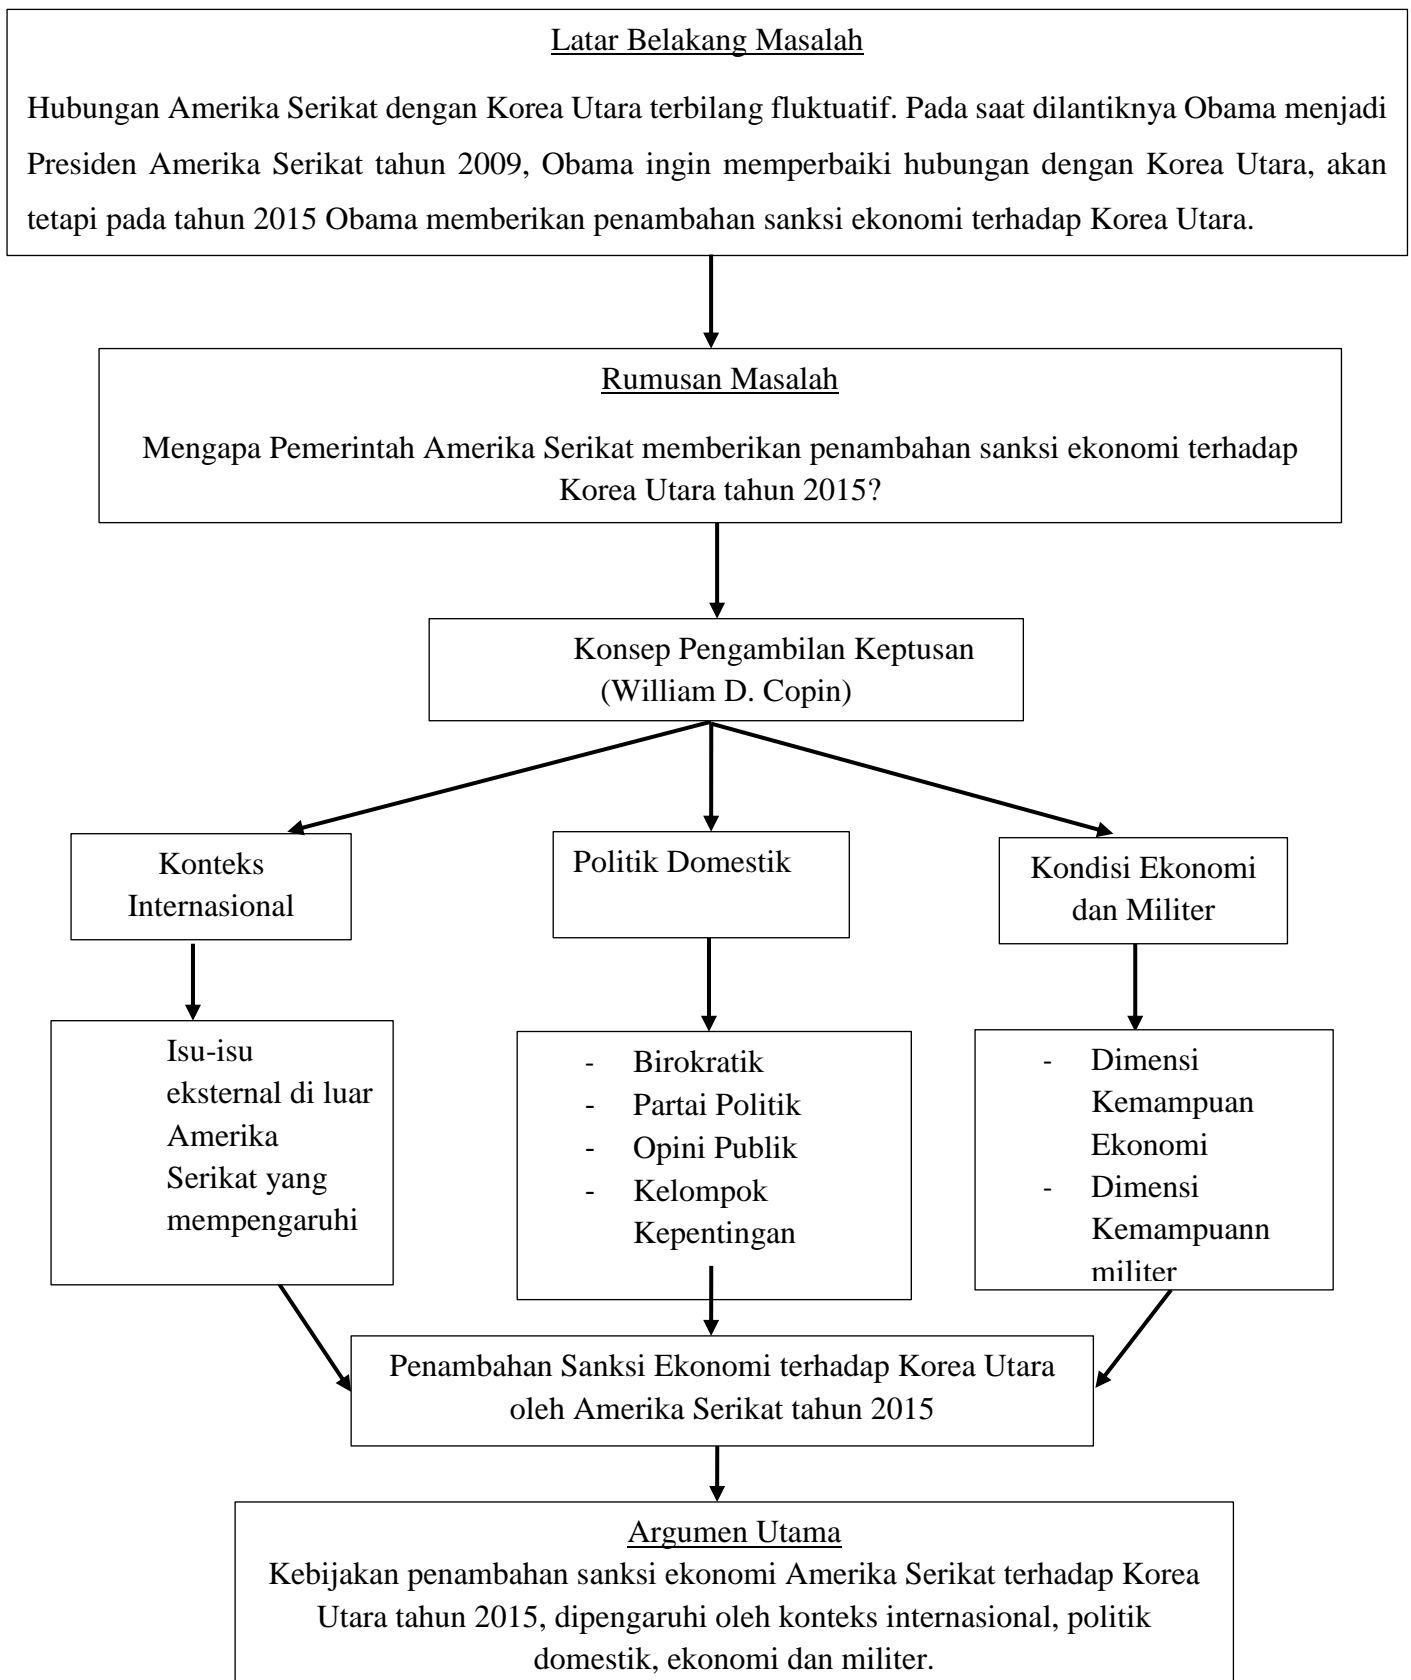 Latar Belakang Masalah
Hubungan Amerika Serikat dengan Korea Utara terbilang fluktuatif. Pada saat dilantiknya Obama menjadi
Presiden Amerika Serikat tahun 2009, Obama ingin memperbaiki hubungan dengan Korea Utara, akan
tetapi pada tahun 2015 Obama memberikan penambahan sanksi ekonomi terhadap Korea Utara.
Rumusan Masalah
Mengapa Pemerintah Amerika Serikat memberikan penambahan sanksi ekonomi terhadap
Korea Utara tahun 2015?
Konsep Pengambilan Keptusan
(William D. Copin)
Konteks
Internasional
Politik Domestik
Kondisi Ekonomi
dan Militer
Isu-isu
eksternal di luar
Amerika
Serikat yang
mempengaruhi
- Birokratik
- Partai Politik
- Opini Publik
- Kelompok
Kepentingan
- Dimensi
Kemampuan
Ekonomi
- Dimensi
Kemampuann
militer
Penambahan Sanksi Ekonomi terhadap Korea Utara
oleh Amerika Serikat tahun 2015
Argumen Utama
Kebijakan penambahan sanksi ekonomi Amerika Serikat terhadap Korea
Utara tahun 2015, dipengaruhi oleh konteks internasional, politik
domestik, ekonomi dan militer.